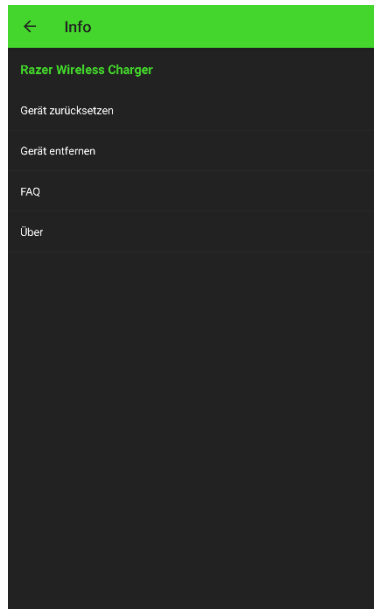 Info
Razer Wireless Charger
Gerät zurücksetzen
Gerät entfernen
FAQ
Über